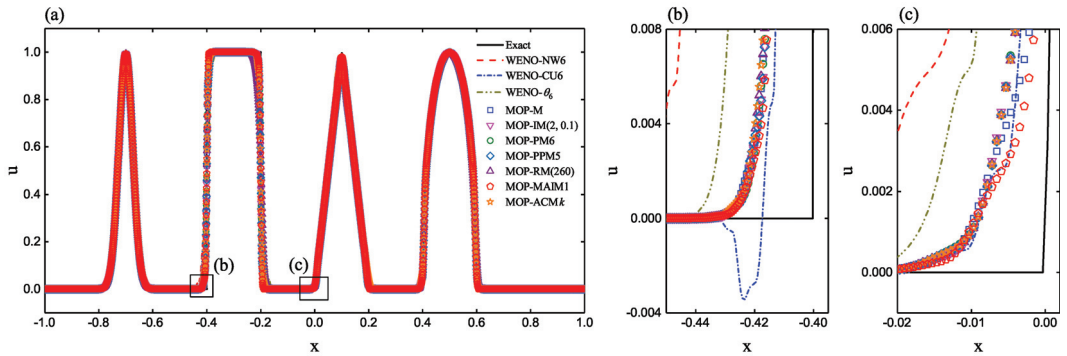 (a)
u
1.0
0.8
0.6
0.4
0.2
0.0
-1.0 -0.8 -0.6 -0.4 -0.2 0.0 0.2 0.4 0.6 0.8 1.0
x
(b)
(c)
Exact
WENO-NW6
WENO-CU6
WENO-θ6
MOP-M
MOP-IM(2, 0.1)
MOP-PM6
MOP-PPM5
MOP-RM(260)
MOP-MAIM1
MOP-ACMk
(b)
u
0.008
0.004
0.000
-0.004
-0.44 -0.42 -0.40
x
(c)
u
0.006
0.004
0.002
0.000
-0.02 -0.01 0.00
x